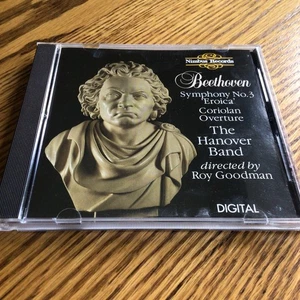 Nimbus Records
Beethoven
Symphony No.3
'Eroica'
Coriolan
Overture
The
Hanover
Band
directed by
Roy Goodman
DIGITAL